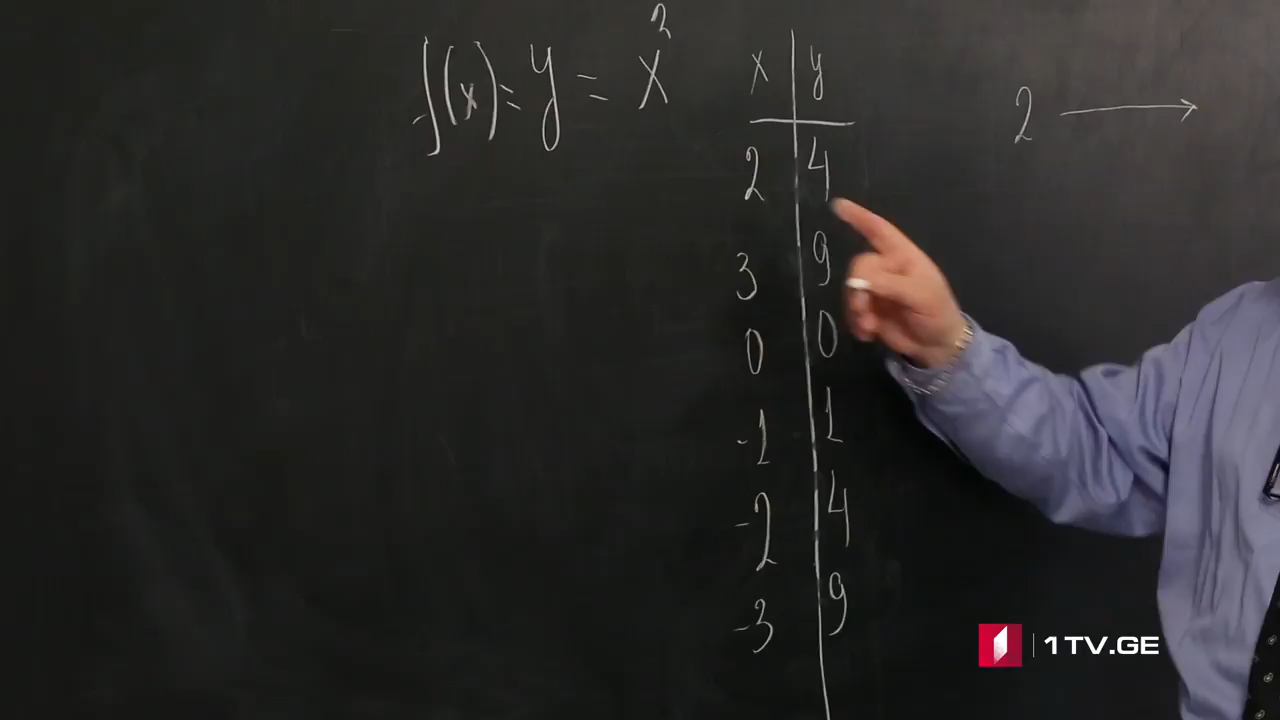 f(x) = y = x²
x | y
2 | 4
3 | 9
0 | 0
-1 | 1
-2 | 4
-3 | 9
2 →
1TV.GE